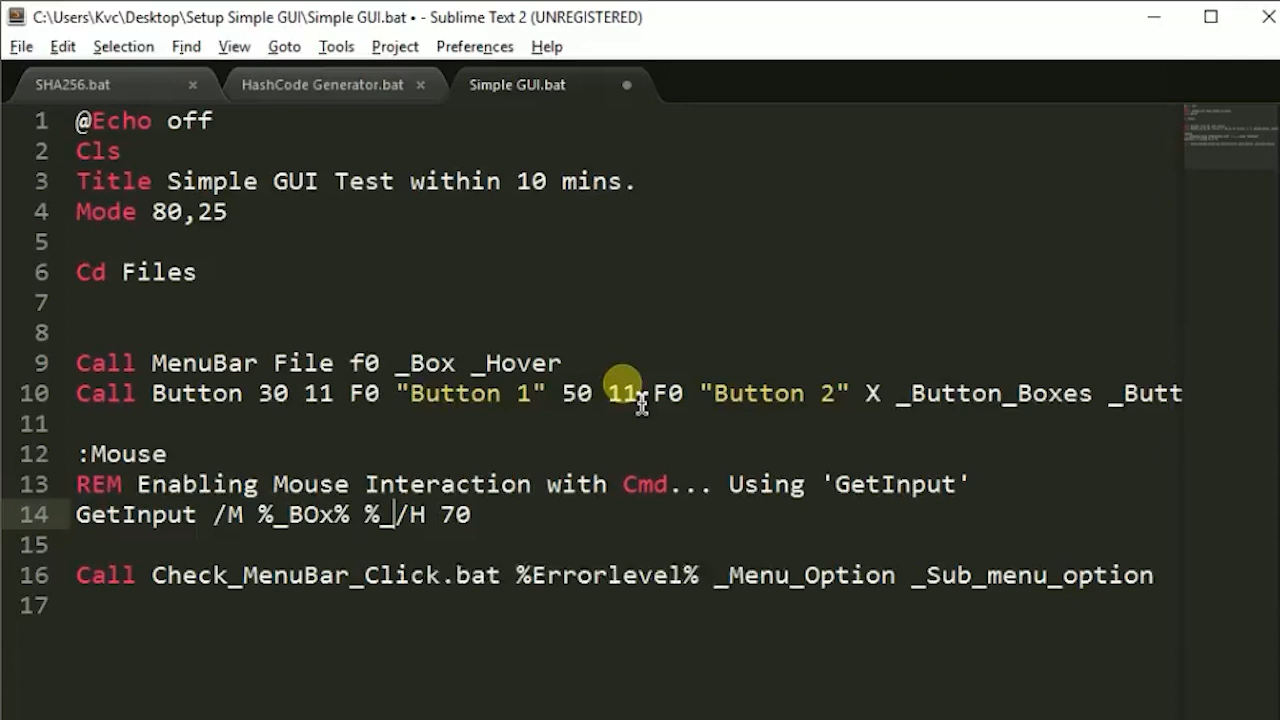 C:\Users\Kvc\Desktop\Setup Simple GUI\Simple GUI.bat • - Sublime Text 2 (UNREGISTERED)
File Edit Selection Find View Goto Tools Project Preferences Help
SHA256.bat HashCode Generator.bat Simple GUI.bat
1 @Echo off
2 Cls
3 Title Simple GUI Test within 10 mins.
4 Mode 80,25
5
6 Cd Files
7
8
9 Call MenuBar File f0 _Box _Hover
10 Call Button 30 11 F0 "Button 1" 50 11 F0 "Button 2" X _Button_Boxes _Butt
11
12 :Mouse
13 REM Enabling Mouse Interaction with Cmd... Using 'GetInput'
14 GetInput /M %_BOx% %_/H 70
15
16 Call Check_MenuBar_Click.bat %Errorlevel% _Menu_Option _Sub_menu_option
17